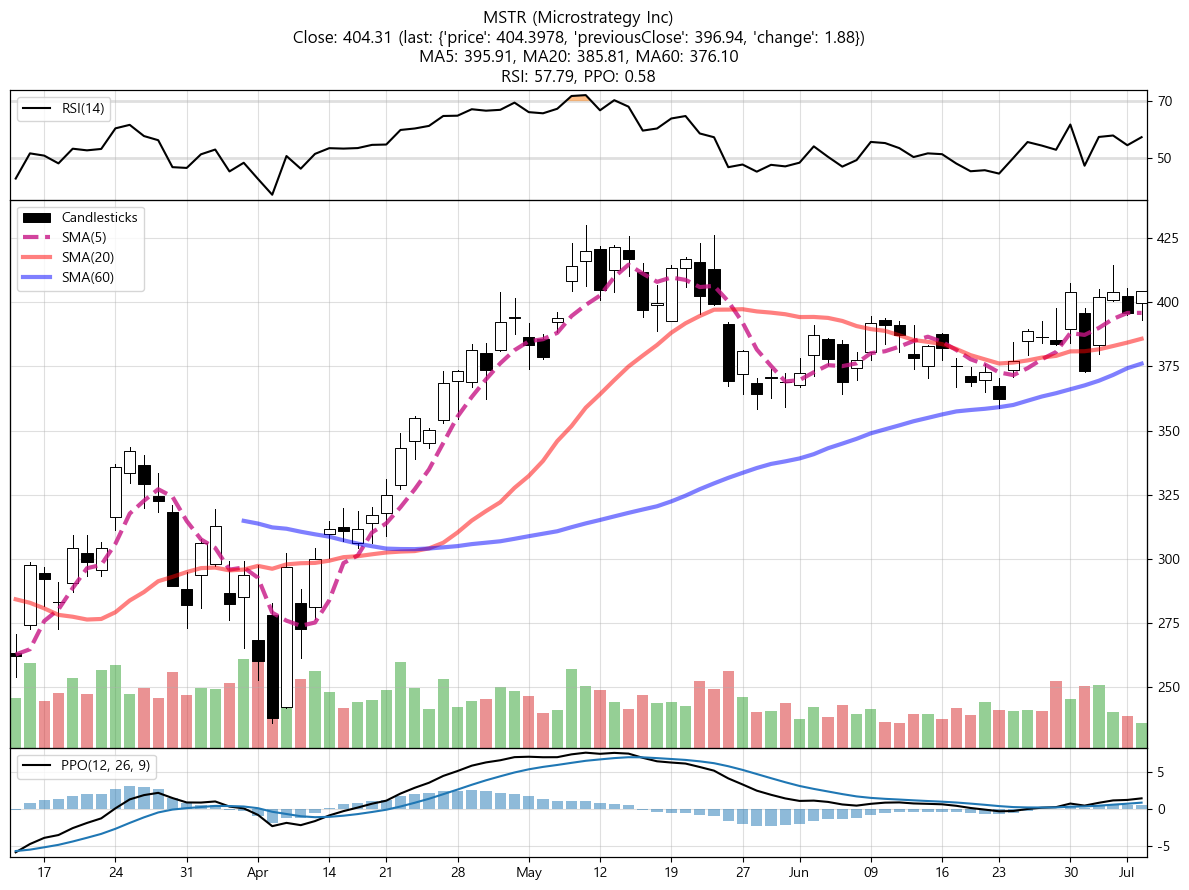 MSTR (Microstrategy Inc)
Close: 404.31 (last: {'price': 404.3978, 'previousClose': 396.94, 'change': 1.88})
MA5: 395.91, MA20: 385.81, MA60: 376.10
RSI: 57.79, PPO: 0.58
RSI(14)
70
50
Candlesticks
SMA(5)
SMA(20)
SMA(60)
425
400
375
350
325
300
275
250
PPO(12, 26, 9)
5
0
-5
17 24 31 Apr 14 21 28 May 12 19 27 Jun 09 16 23 30 Jul